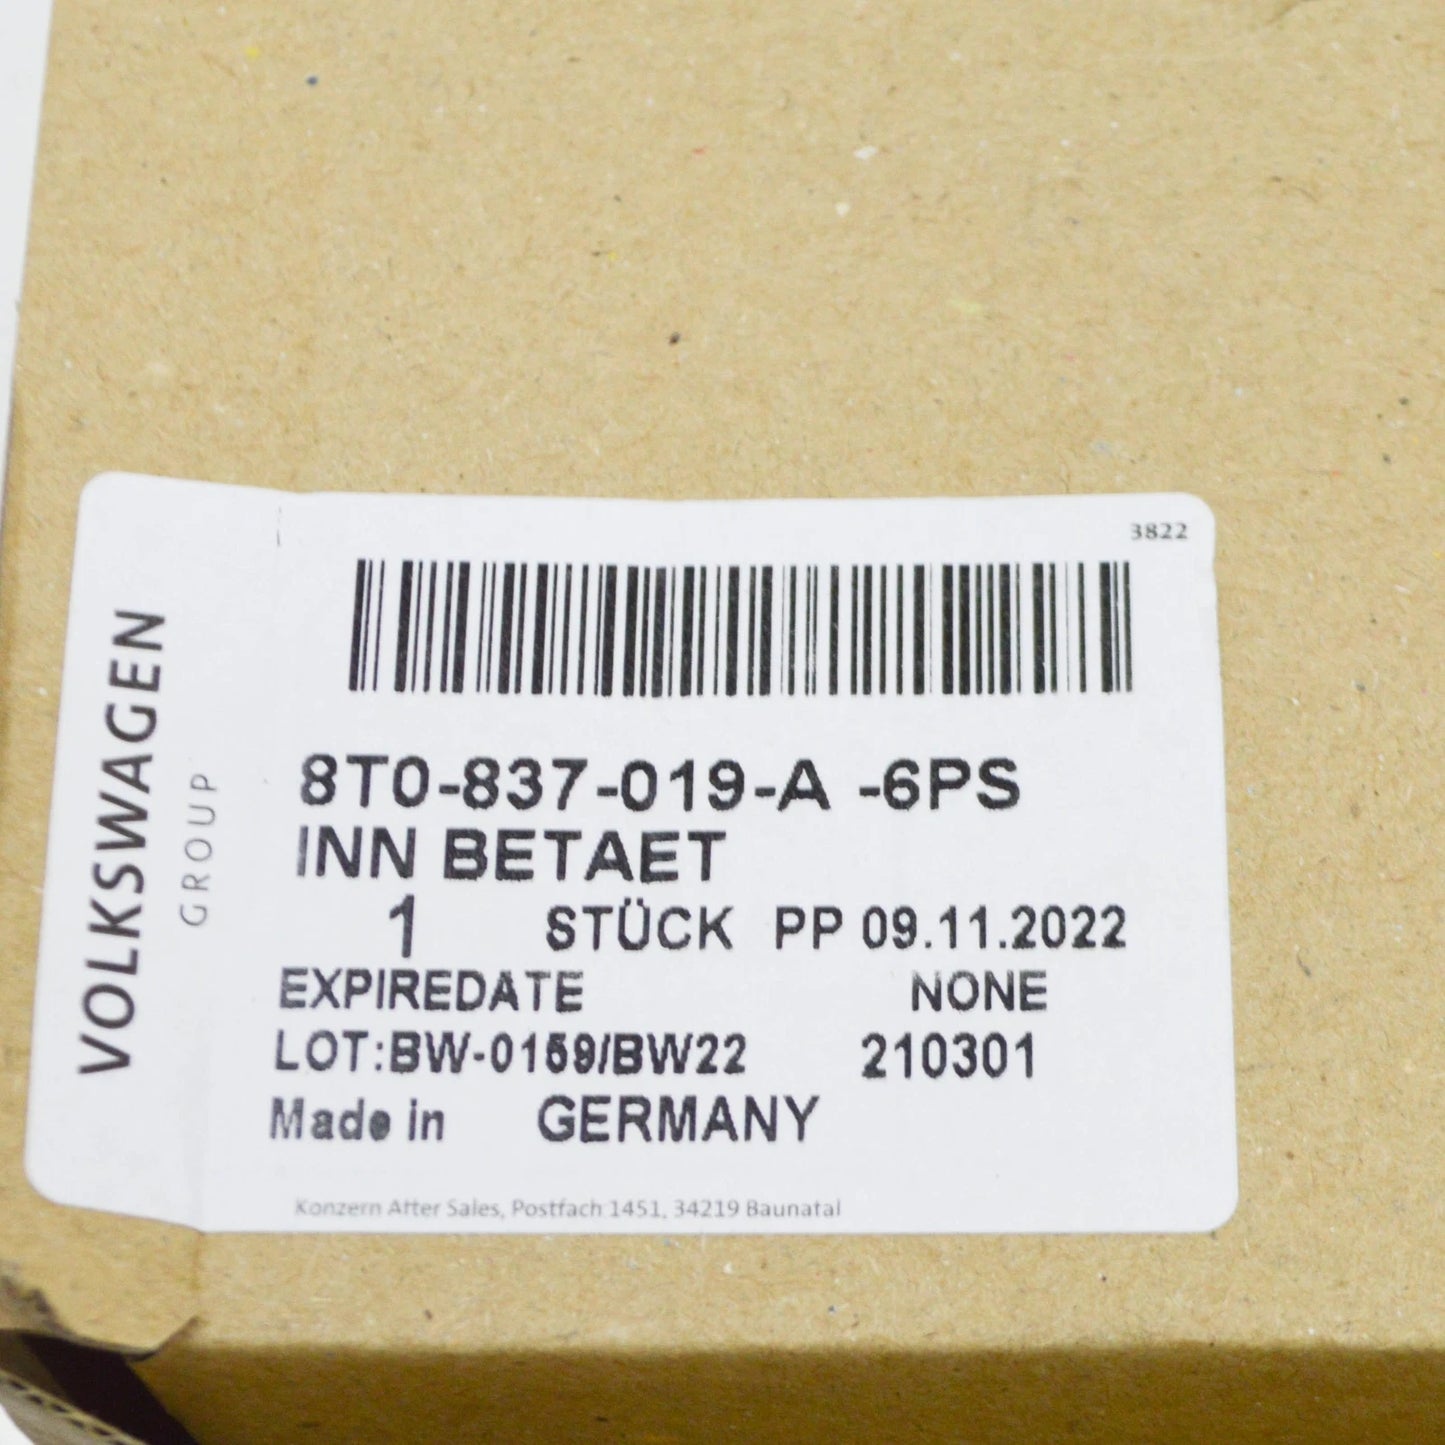 VOLKSWAGEN
GROUP
3822
8T0-837-019-A -6PS
INN BETAET
1 STÜCK PP 09.11.2022
EXPIREDATE NONE
LOT:BW-0159/BW22 210301
Made in GERMANY
Konzern After Sales, Postfach 1451, 34219 Baunatal